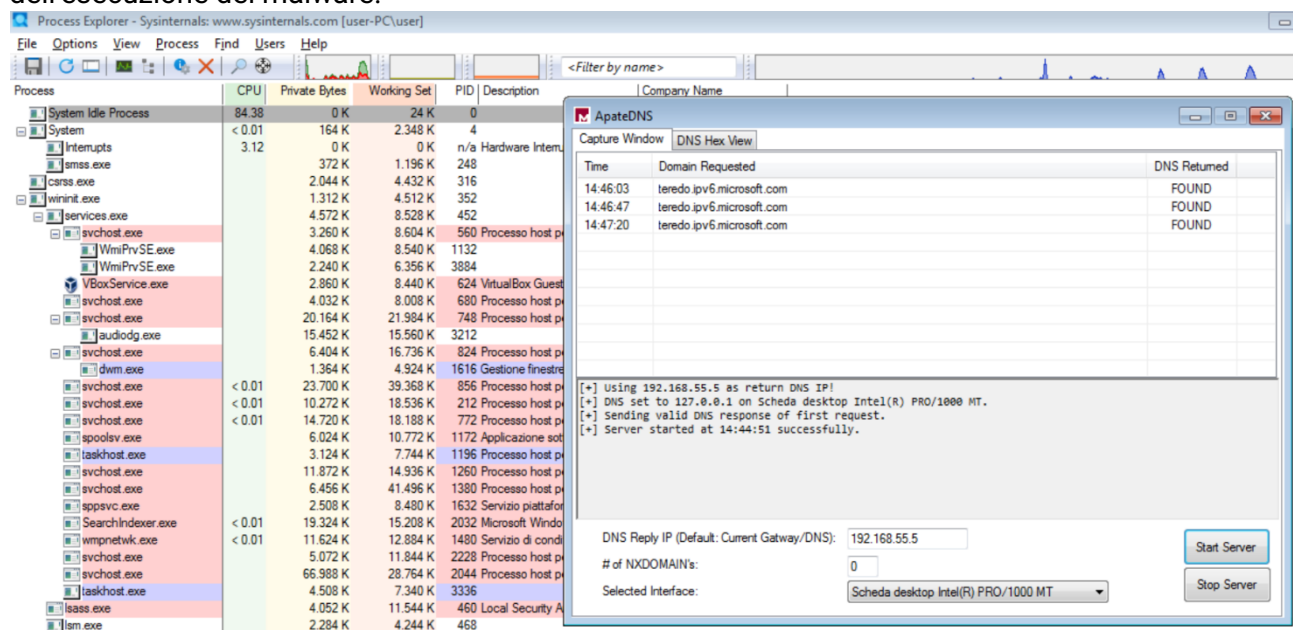 dell'esecuzione del malware.
Process Explorer - Sysinternals: www.sysinternals.com [user-PC\user]
File Options View Process Find Users Help
<Filter by name>
Process CPU Private Bytes Working Set PID Description Company Name
System Idle Process 84.38 0 K 24 K 0
System < 0.01 164 K 2.348 K 4
Interrupts 3.12 0 K 0 K n/a Hardware Interru
smss.exe 372 K 1.196 K 248
csrss.exe 2.044 K 4.432 K 316
wininit.exe 1.312 K 4.512 K 352
services.exe 4.572 K 8.528 K 452
svchost.exe 3.260 K 8.604 K 560 Processo host pe
WmiPrvSE.exe 4.068 K 8.540 K 1132
WmiPrvSE.exe 2.240 K 6.356 K 3884
VBoxService.exe 2.860 K 8.440 K 624 VirtualBox Guest
svchost.exe 4.032 K 8.008 K 680 Processo host pe
svchost.exe 20.164 K 21.984 K 748 Processo host pe
audiodg.exe 15.452 K 15.560 K 3212
svchost.exe 6.404 K 16.736 K 824 Processo host pe
dwm.exe 1.364 K 4.924 K 1616 Gestione finestre
svchost.exe < 0.01 23.700 K 39.368 K 856 Processo host pe
svchost.exe < 0.01 10.272 K 18.536 K 212 Processo host pe
svchost.exe < 0.01 14.720 K 18.188 K 772 Processo host pe
spoolsv.exe 6.024 K 10.772 K 1172 Applicazione sot
taskhost.exe 3.124 K 7.744 K 1196 Processo host pe
svchost.exe 11.872 K 14.936 K 1260 Processo host pe
svchost.exe 6.456 K 41.496 K 1380 Processo host pe
sppsvc.exe 2.508 K 8.480 K 1632 Servizio piattafor
SearchIndexer.exe < 0.01 19.324 K 15.208 K 2032 Microsoft Windo
wmpnetwk.exe < 0.01 11.624 K 12.884 K 1480 Servizio di condi
svchost.exe 5.072 K 11.844 K 2228 Processo host pe
svchost.exe 66.988 K 28.764 K 2044 Processo host pe
taskhost.exe 4.508 K 7.340 K 3336
lsass.exe 4.052 K 11.544 K 460 Local Security A
lsm.exe 2.284 K 4.244 K 468
ApateDNS
Capture Window DNS Hex View
Time Domain Requested DNS Returned
14:46:03 teredo.ipv6.microsoft.com FOUND
14:46:47 teredo.ipv6.microsoft.com FOUND
14:47:20 teredo.ipv6.microsoft.com FOUND
[+] Using 192.168.55.5 as return DNS IP!
[+] DNS set to 127.0.0.1 on Scheda desktop Intel(R) PRO/1000 MT.
[+] Sending valid DNS response of first request.
[+] Server started at 14:44:51 successfully.
DNS Reply IP (Default: Current Gatway/DNS): 192.168.55.5
# of NXDOMAIN's: 0
Selected Interface: Scheda desktop Intel(R) PRO/1000 MT
Start Server
Stop Server